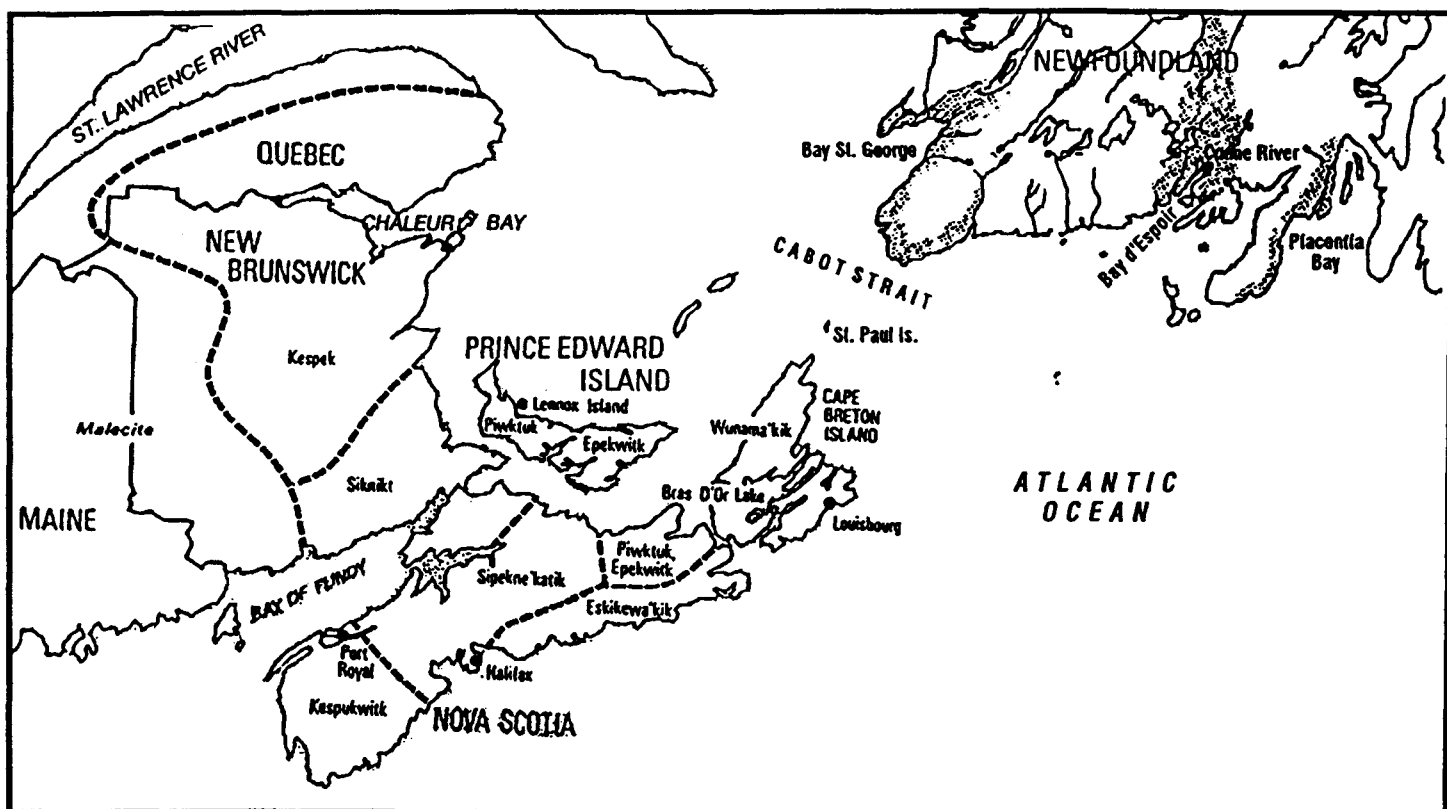 ST. LAWRENCE RIVER
QUEBEC
CHALEUR BAY
NEW
BRUNSWICK
Kespek
Malecite
Siknikt
MAINE
BAY OF FUNDY
NEWFOUNDLAND
Bay St. George
Conne River
Bay d'Espoir
Placentia
Bay
CABOT STRAIT
St. Paul Is.
PRINCE EDWARD
ISLAND
Lennox Island
Piwktuk
Epekwitk
CAPE
BRETON
ISLAND
Wunama'kik
Bras D'Or Lake
Louisbourg
ATLANTIC
OCEAN
Piwktuk
Epekwitk
Sipekne'katik
Eskikewa'kik
Halifax
Port
Royal
Kespukwitk
NOVA SCOTIA